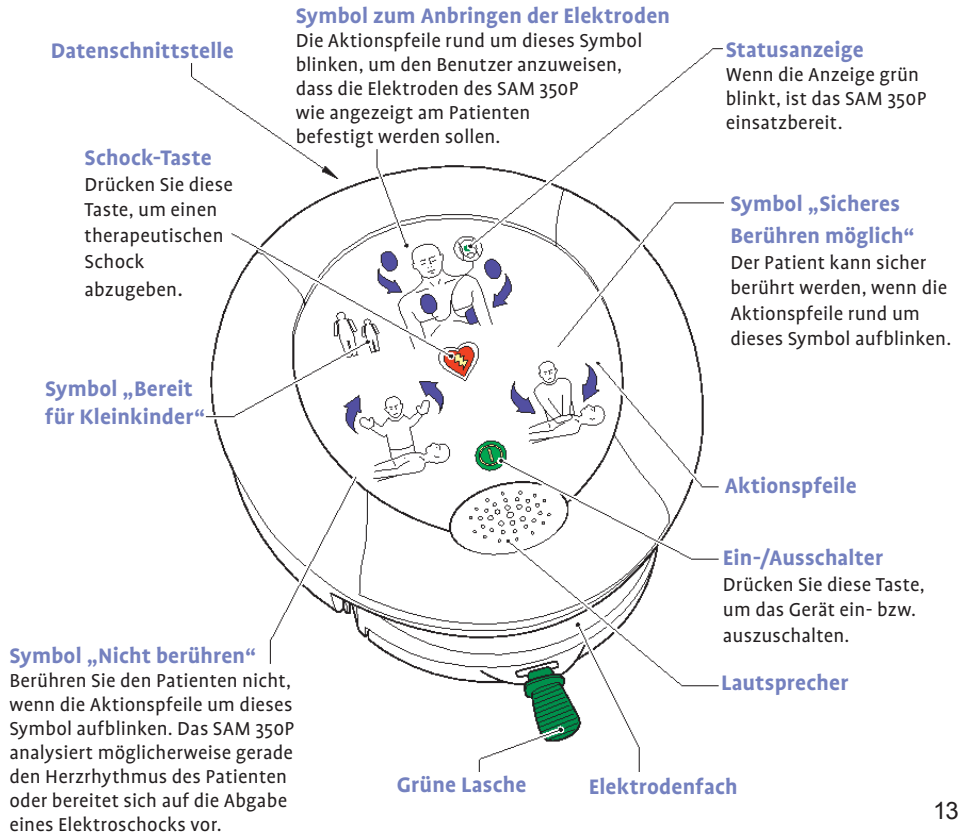 Symbol zum Anbringen der Elektroden
Die Aktionspfeile rund um dieses Symbol
blinken, um den Benutzer anzuweisen,
dass die Elektroden des SAM 350P
wie angezeigt am Patienten
befestigt werden sollen.
Datenschnittstelle
Statusanzeige
Wenn die Anzeige grün
blinkt, ist das SAM 350P
einsatzbereit.
Schock-Taste
Drücken Sie diese
Taste, um einen
therapeutischen
Schock
abzugeben.
Symbol „Sicheres
Berühren möglich“
Der Patient kann sicher
berührt werden, wenn die
Aktionspfeile rund um
dieses Symbol aufblinken.
Symbol „Bereit
für Kleinkinder“
Aktionspfeile
Ein-/Ausschalter
Drücken Sie diese Taste,
um das Gerät ein- bzw.
auszuschalten.
Symbol „Nicht berühren“
Berühren Sie den Patienten nicht,
wenn die Aktionspfeile um dieses
Symbol aufblinken. Das SAM 350P
analysiert möglicherweise gerade
den Herzrhythmus des Patienten
oder bereitet sich auf die Abgabe
eines Elektroschocks vor.
Lautsprecher
Grüne Lasche
Elektrodenfach
13